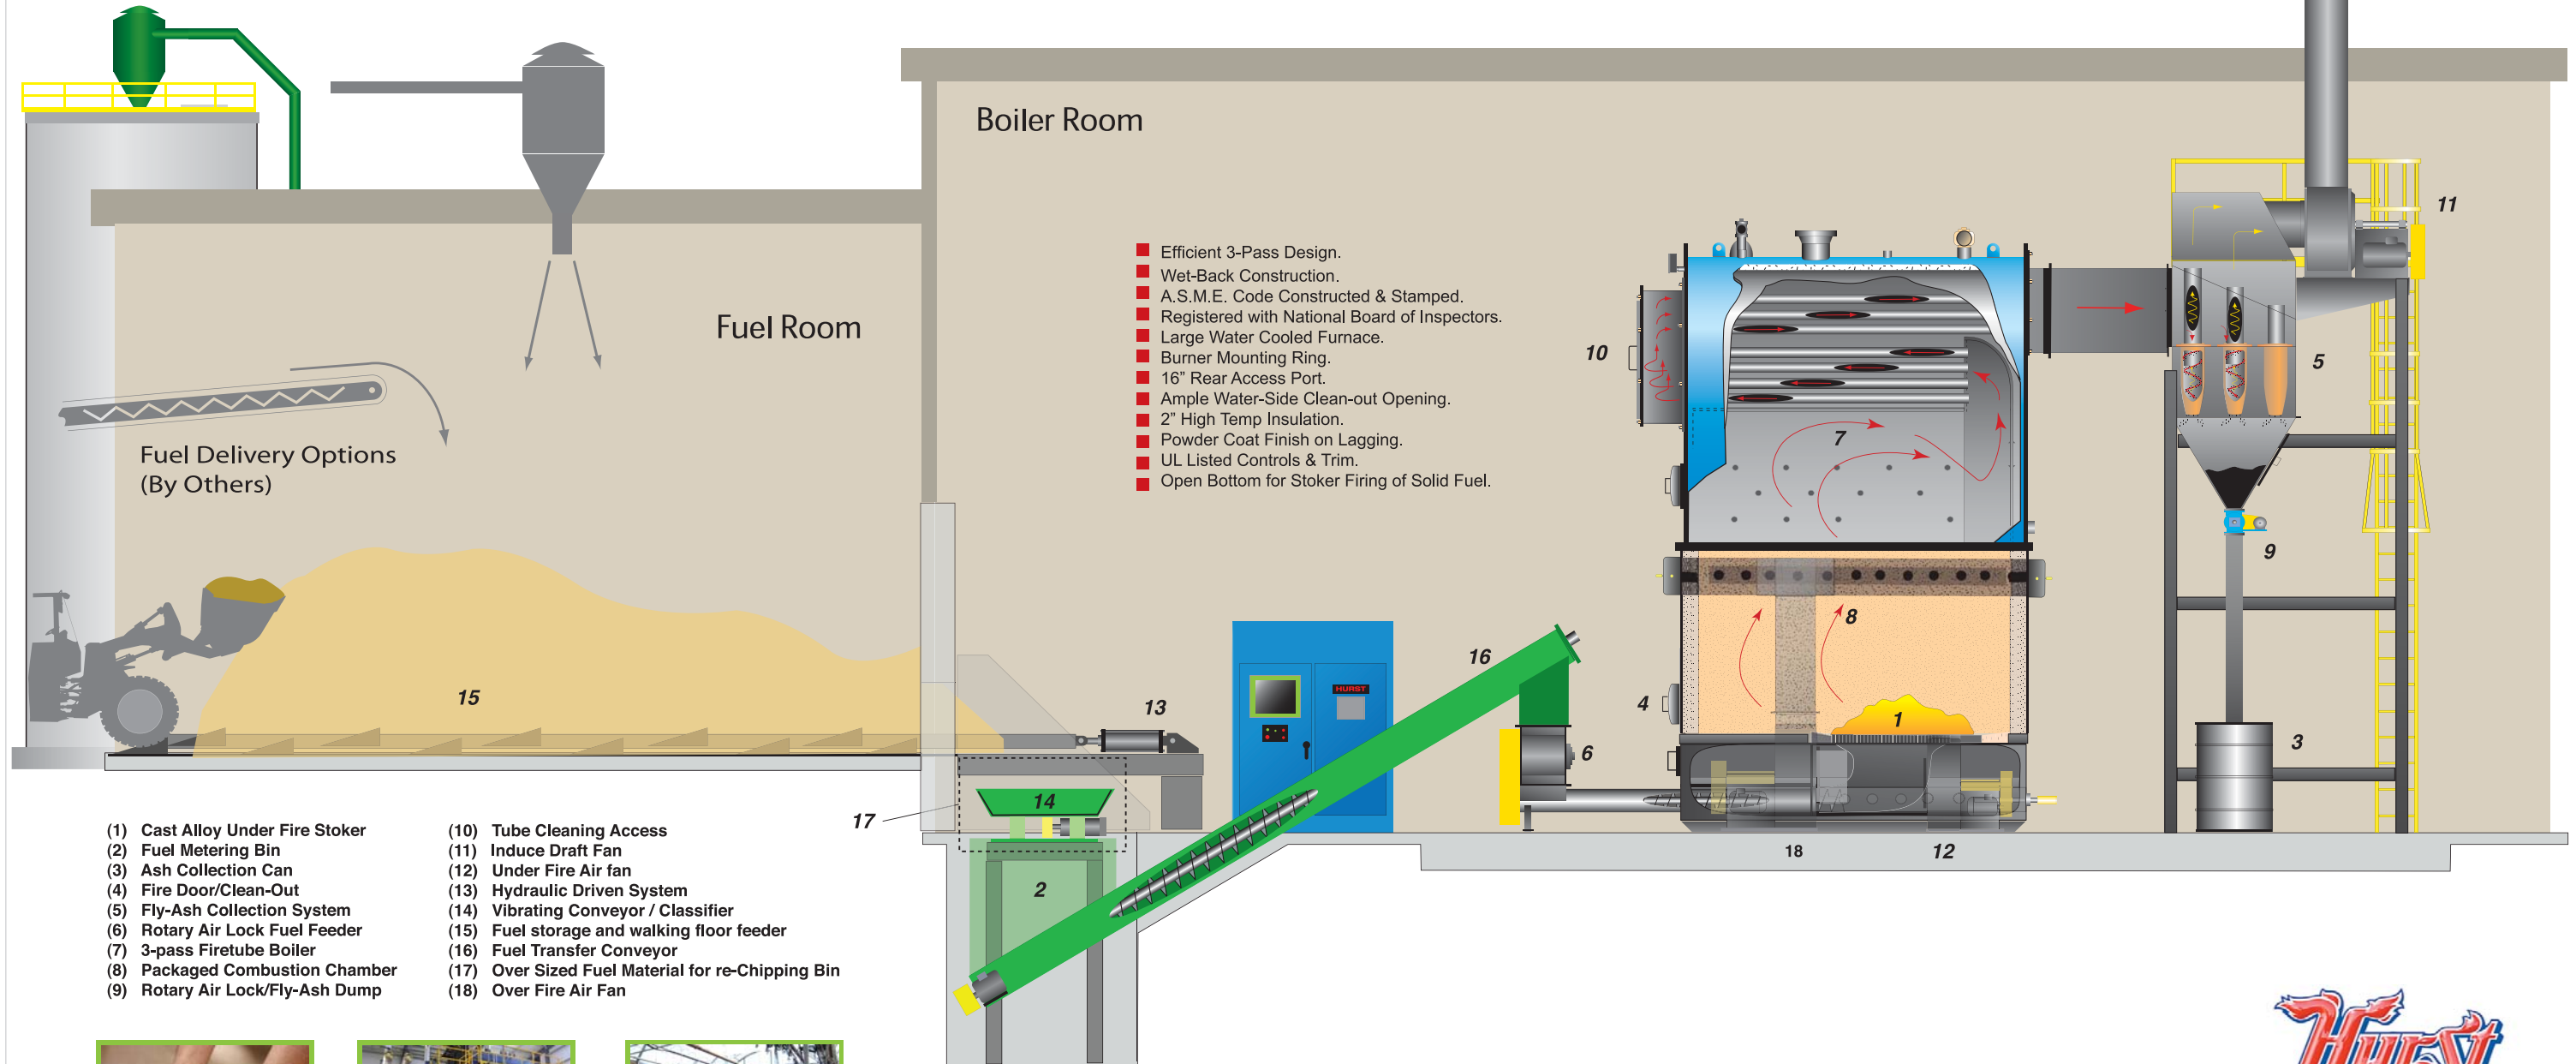 Boiler Room
Fuel Room
Fuel Delivery Options
(By Others)
Efficient 3-Pass Design.
Wet-Back Construction.
A.S.M.E. Code Constructed & Stamped.
Registered with National Board of Inspectors.
Large Water Cooled Furnace.
Burner Mounting Ring.
16” Rear Access Port.
Ample Water-Side Clean-out Opening.
2” High Temp Insulation.
Powder Coat Finish on Lagging.
UL Listed Controls & Trim.
Open Bottom for Stoker Firing of Solid Fuel.
11
10
5
7
9
8
16
15
13
4
1
HURST
6
3
14
17
2
18
12
(1) Cast Alloy Under Fire Stoker
(2) Fuel Metering Bin
(3) Ash Collection Can
(4) Fire Door/Clean-Out
(5) Fly-Ash Collection System
(6) Rotary Air Lock Fuel Feeder
(7) 3-pass Firetube Boiler
(8) Packaged Combustion Chamber
(9) Rotary Air Lock/Fly-Ash Dump
(10) Tube Cleaning Access
(11) Induce Draft Fan
(12) Under Fire Air fan
(13) Hydraulic Driven System
(14) Vibrating Conveyor / Classifier
(15) Fuel storage and walking floor feeder
(16) Fuel Transfer Conveyor
(17) Over Sized Fuel Material for re-Chipping Bin
(18) Over Fire Air Fan
Hurst